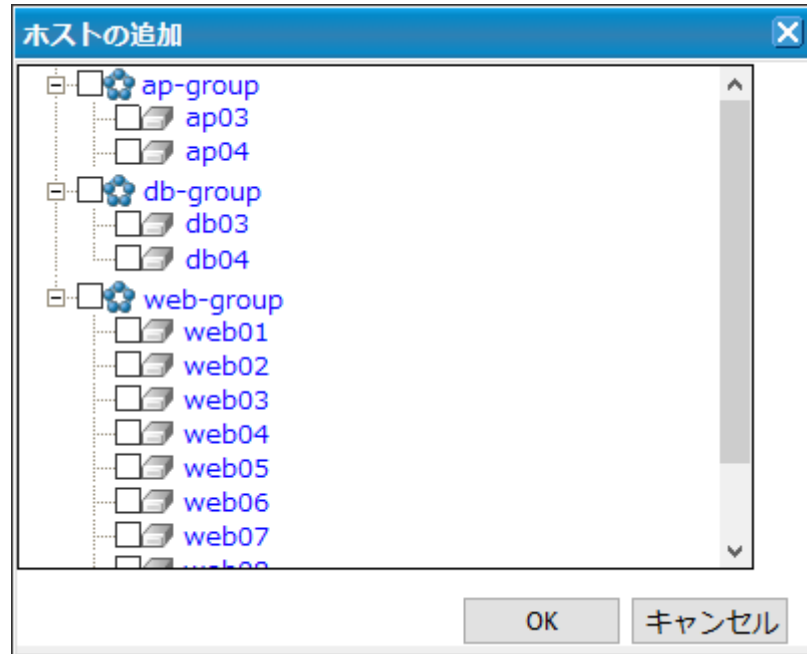 ホストの追加
ap-group
ap03
ap04
db-group
db03
db04
web-group
web01
web02
web03
web04
web05
web06
web07
OK
キャンセル